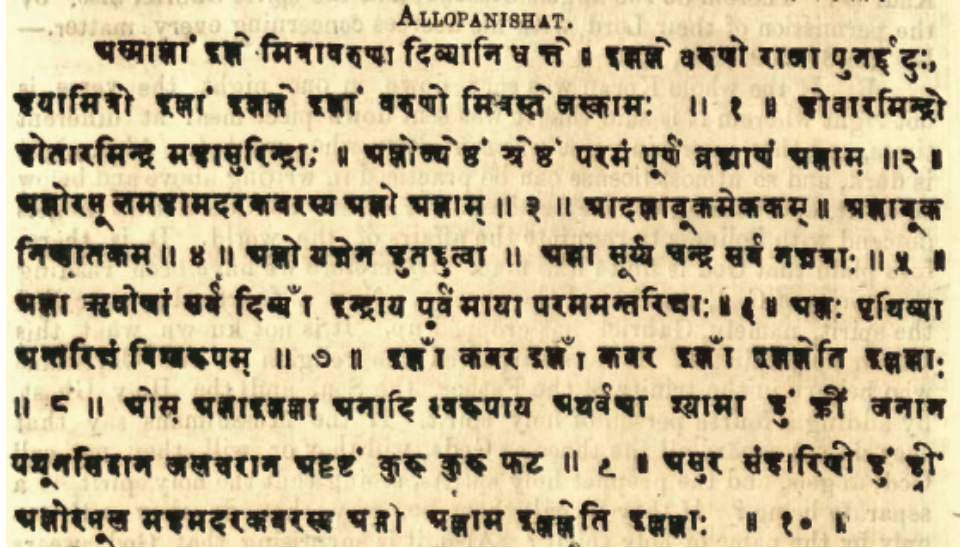 ALLOPANISHAT.
अस्माल्लां इल्ले मित्रावरुणा दिव्यानि धत्ते ॥ इल्लल्ले वरुणो राजा पुनर्ददुः,
हयामित्रो इल्लां इल्लल्ले इल्लां वरुणो मित्रस्तेजस्कामः ॥ १ ॥ होवारमिन्द्रो
होतारमिन्द्र महासुरिन्द्राः ॥ अल्लोज्येष्ठं श्रेष्ठं परमं पूर्णं ब्रह्माणं अल्लाम् ॥२॥
अल्लोरसूलमहामदरकबरस्य अल्लो अल्लाम् ॥ ३ ॥ आदल्लाबूकमेककम् ॥ अल्लाबूक
निखातकम् ॥ ४ ॥ अल्लो यज्ञेन हुतहुत्वा ॥ अल्ला सूर्य्य चन्द्र सर्व नक्षत्राः ॥ ५ ॥
अल्ला ऋषीणां सर्व दिव्याँ इन्द्राय पूर्वं माया परममन्तरिक्षाः ॥ ६ ॥ अल्लः पृथिव्या
अन्तरिक्षं विश्वरूपम् ॥ ७ ॥ इल्लाँ कबर इल्लाँ कबर इल्लाँ इल्लल्लेति इल्लल्लाः
॥ ८ ॥ ओम् अल्लाइल्लल्ला अनादि स्वरूपाय अथर्वणा श्यामा हुं ह्रीं जनान
पशूनसिद्दान जलचरान अदृष्टं कुरु कुरु फट ॥ ९ ॥ असुर संहारिणी हुं ह्रीं
अल्लोरसूल महमदरकबरस्य अल्लो अल्लाम इल्लल्लेति इल्लल्लाः ॥ १० ॥